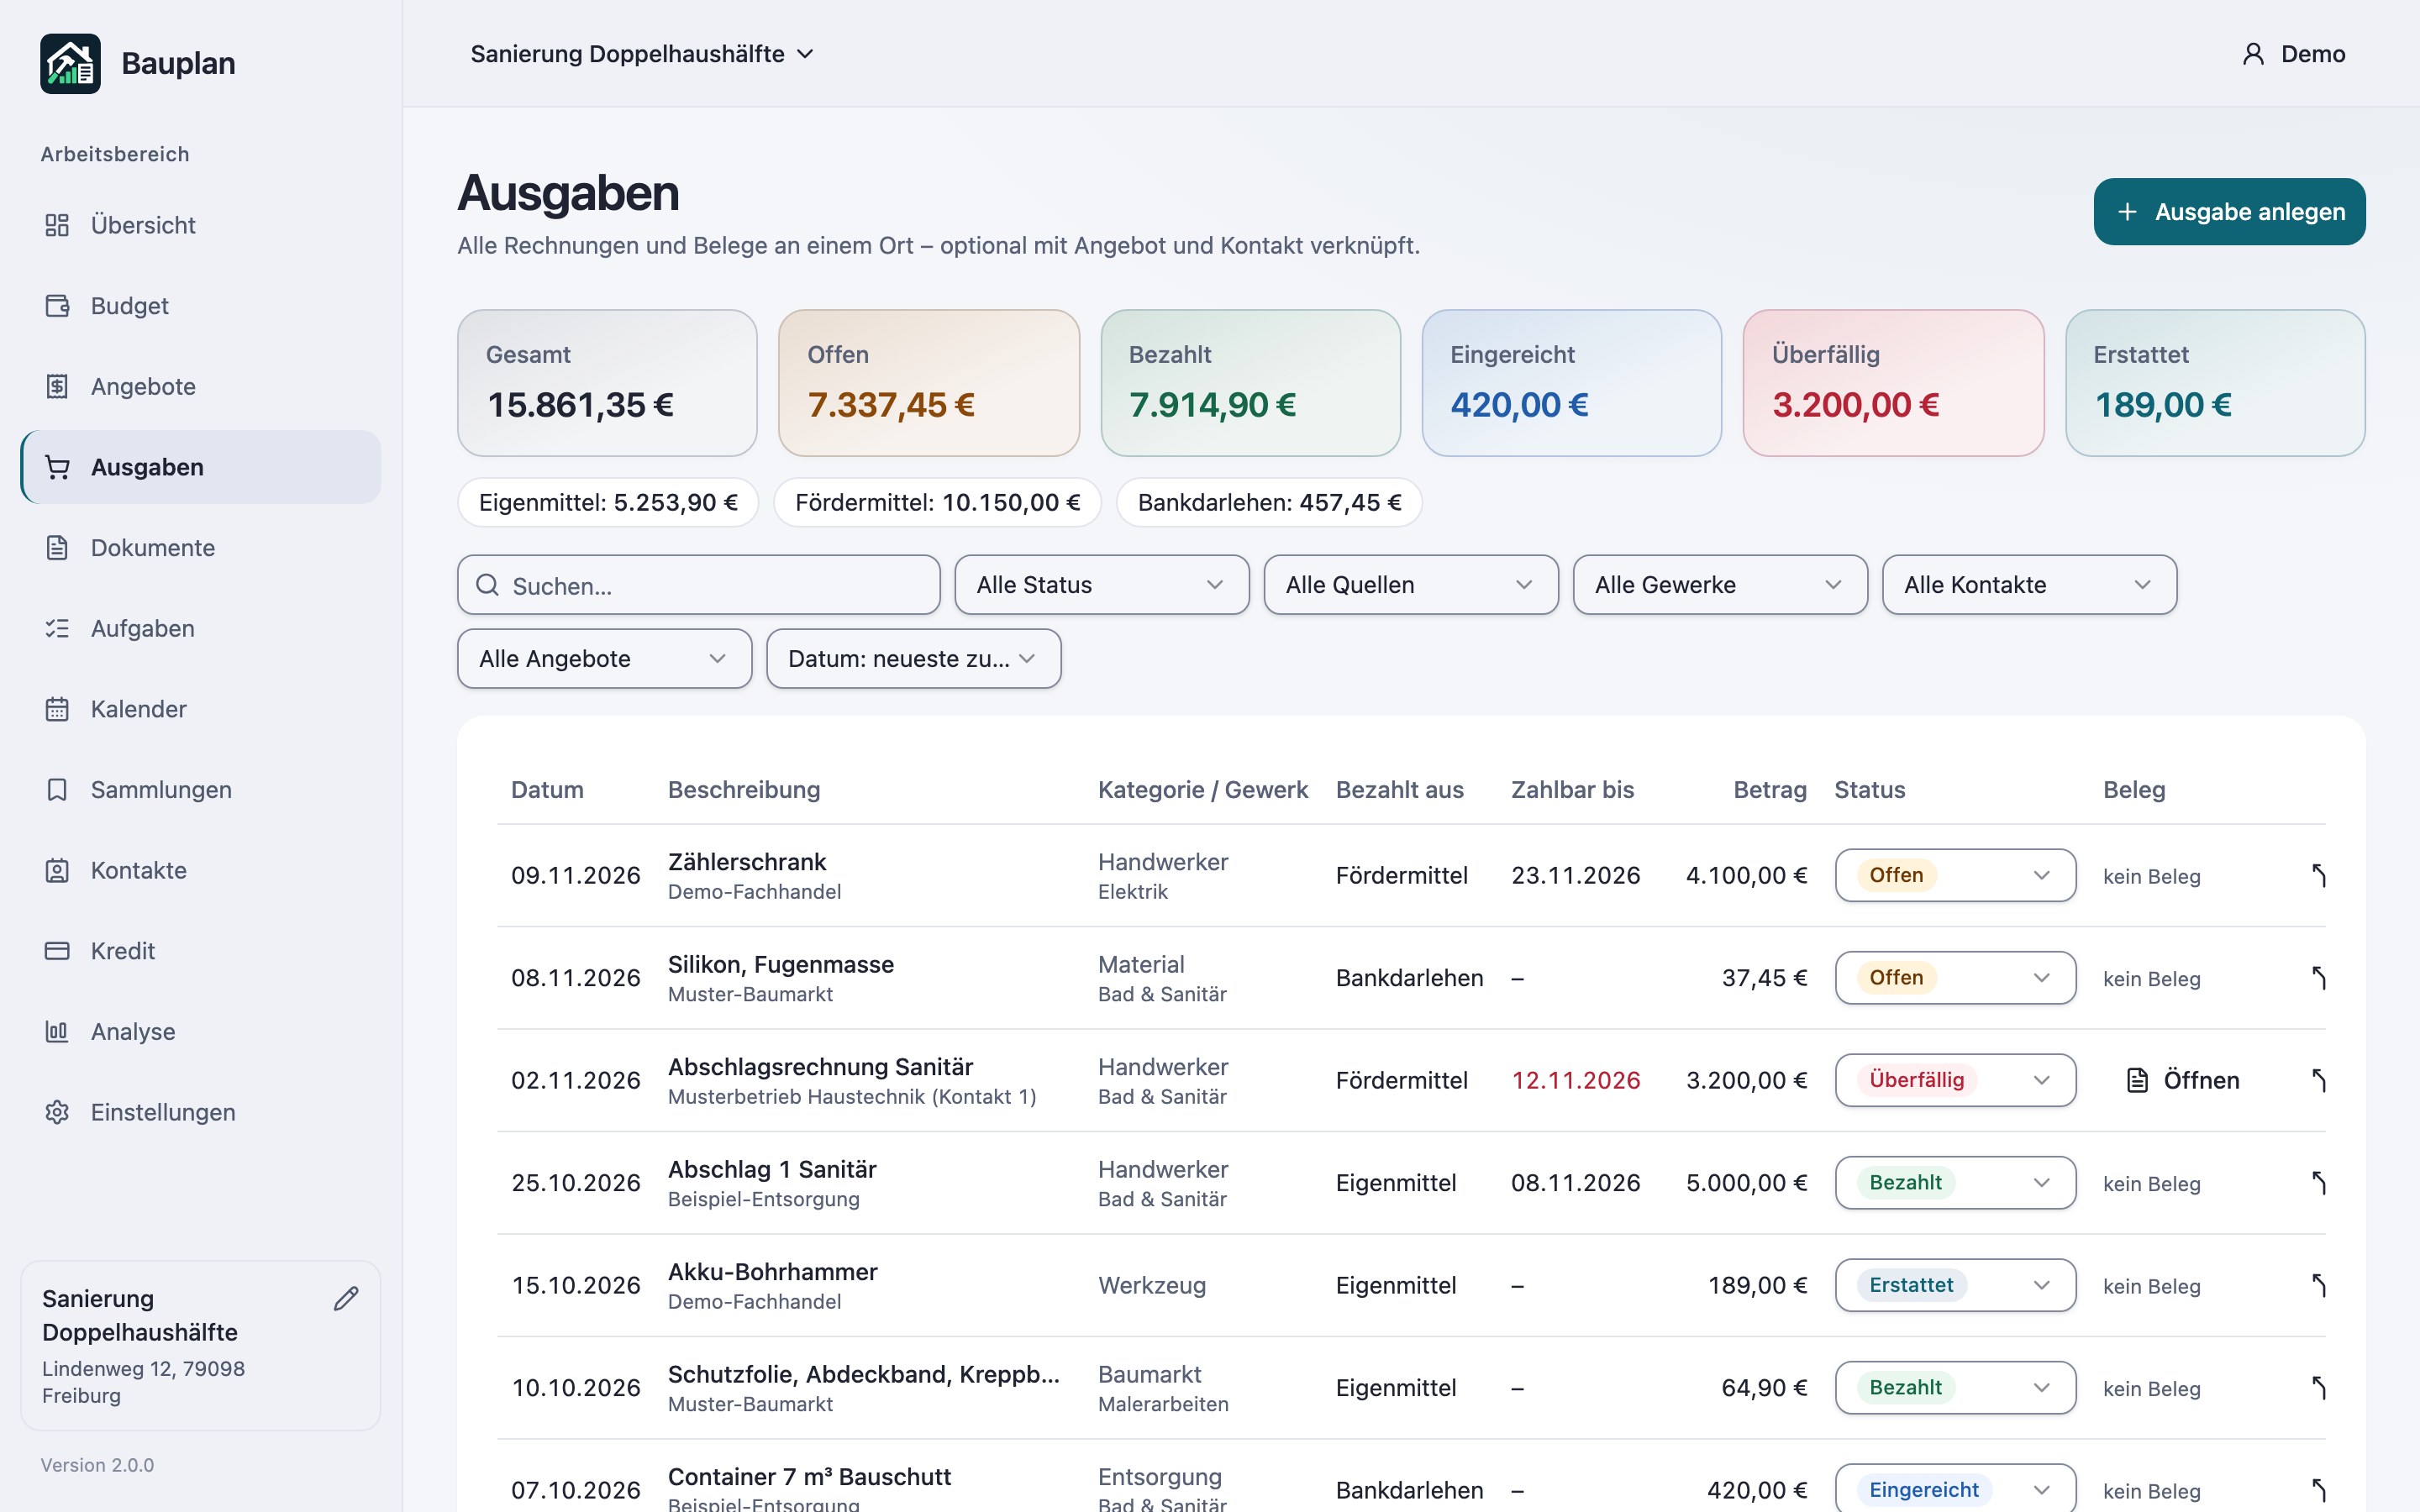 Bauplan
Sanierung Doppelhaushälfte
Demo
Arbeitsbereich
Übersicht
Budget
Angebote
Ausgaben
Dokumente
Aufgaben
Kalender
Sammlungen
Kontakte
Kredit
Analyse
Einstellungen
Sanierung
Doppelhaushälfte
Lindenweg 12, 79098
Freiburg
Version 2.0.0
Ausgaben
Alle Rechnungen und Belege an einem Ort – optional mit Angebot und Kontakt verknüpft.
Ausgabe anlegen
Gesamt
15.861,35 €
Offen
7.337,45 €
Bezahlt
7.914,90 €
Eingereicht
420,00 €
Überfällig
3.200,00 €
Erstattet
189,00 €
Eigenmittel: 5.253,90 €
Fördermittel: 10.150,00 €
Bankdarlehen: 457,45 €
Suchen...
Alle Status
Alle Quellen
Alle Gewerke
Alle Kontakte
Alle Angebote
Datum: neueste zu...
Datum Beschreibung Kategorie / Gewerk Bezahlt aus Zahlbar bis Betrag Status Beleg
09.11.2026 Zählerschrank Handwerker Fördermittel 23.11.2026 4.100,00 € Offen kein Beleg
Demo-Fachhandel Elektrik
08.11.2026 Silikon, Fugenmasse Material Bankdarlehen – 37,45 € Offen kein Beleg
Muster-Baumarkt Bad & Sanitär
02.11.2026 Abschlagsrechnung Sanitär Handwerker Fördermittel 12.11.2026 3.200,00 € Überfällig Öffnen
Musterbetrieb Haustechnik (Kontakt 1) Bad & Sanitär
25.10.2026 Abschlag 1 Sanitär Handwerker Eigenmittel 08.11.2026 5.000,00 € Bezahlt kein Beleg
Beispiel-Entsorgung Bad & Sanitär
15.10.2026 Akku-Bohrhammer Werkzeug Eigenmittel – 189,00 € Erstattet kein Beleg
Demo-Fachhandel
10.10.2026 Schutzfolie, Abdeckband, Kreppb... Baumarkt Eigenmittel – 64,90 € Bezahlt kein Beleg
Muster-Baumarkt Malerarbeiten
07.10.2026 Container 7 m³ Bauschutt Entsorgung Bankdarlehen – 420,00 € Eingereicht kein Beleg
Beispiel-Entsorgung Bad & Sanitär